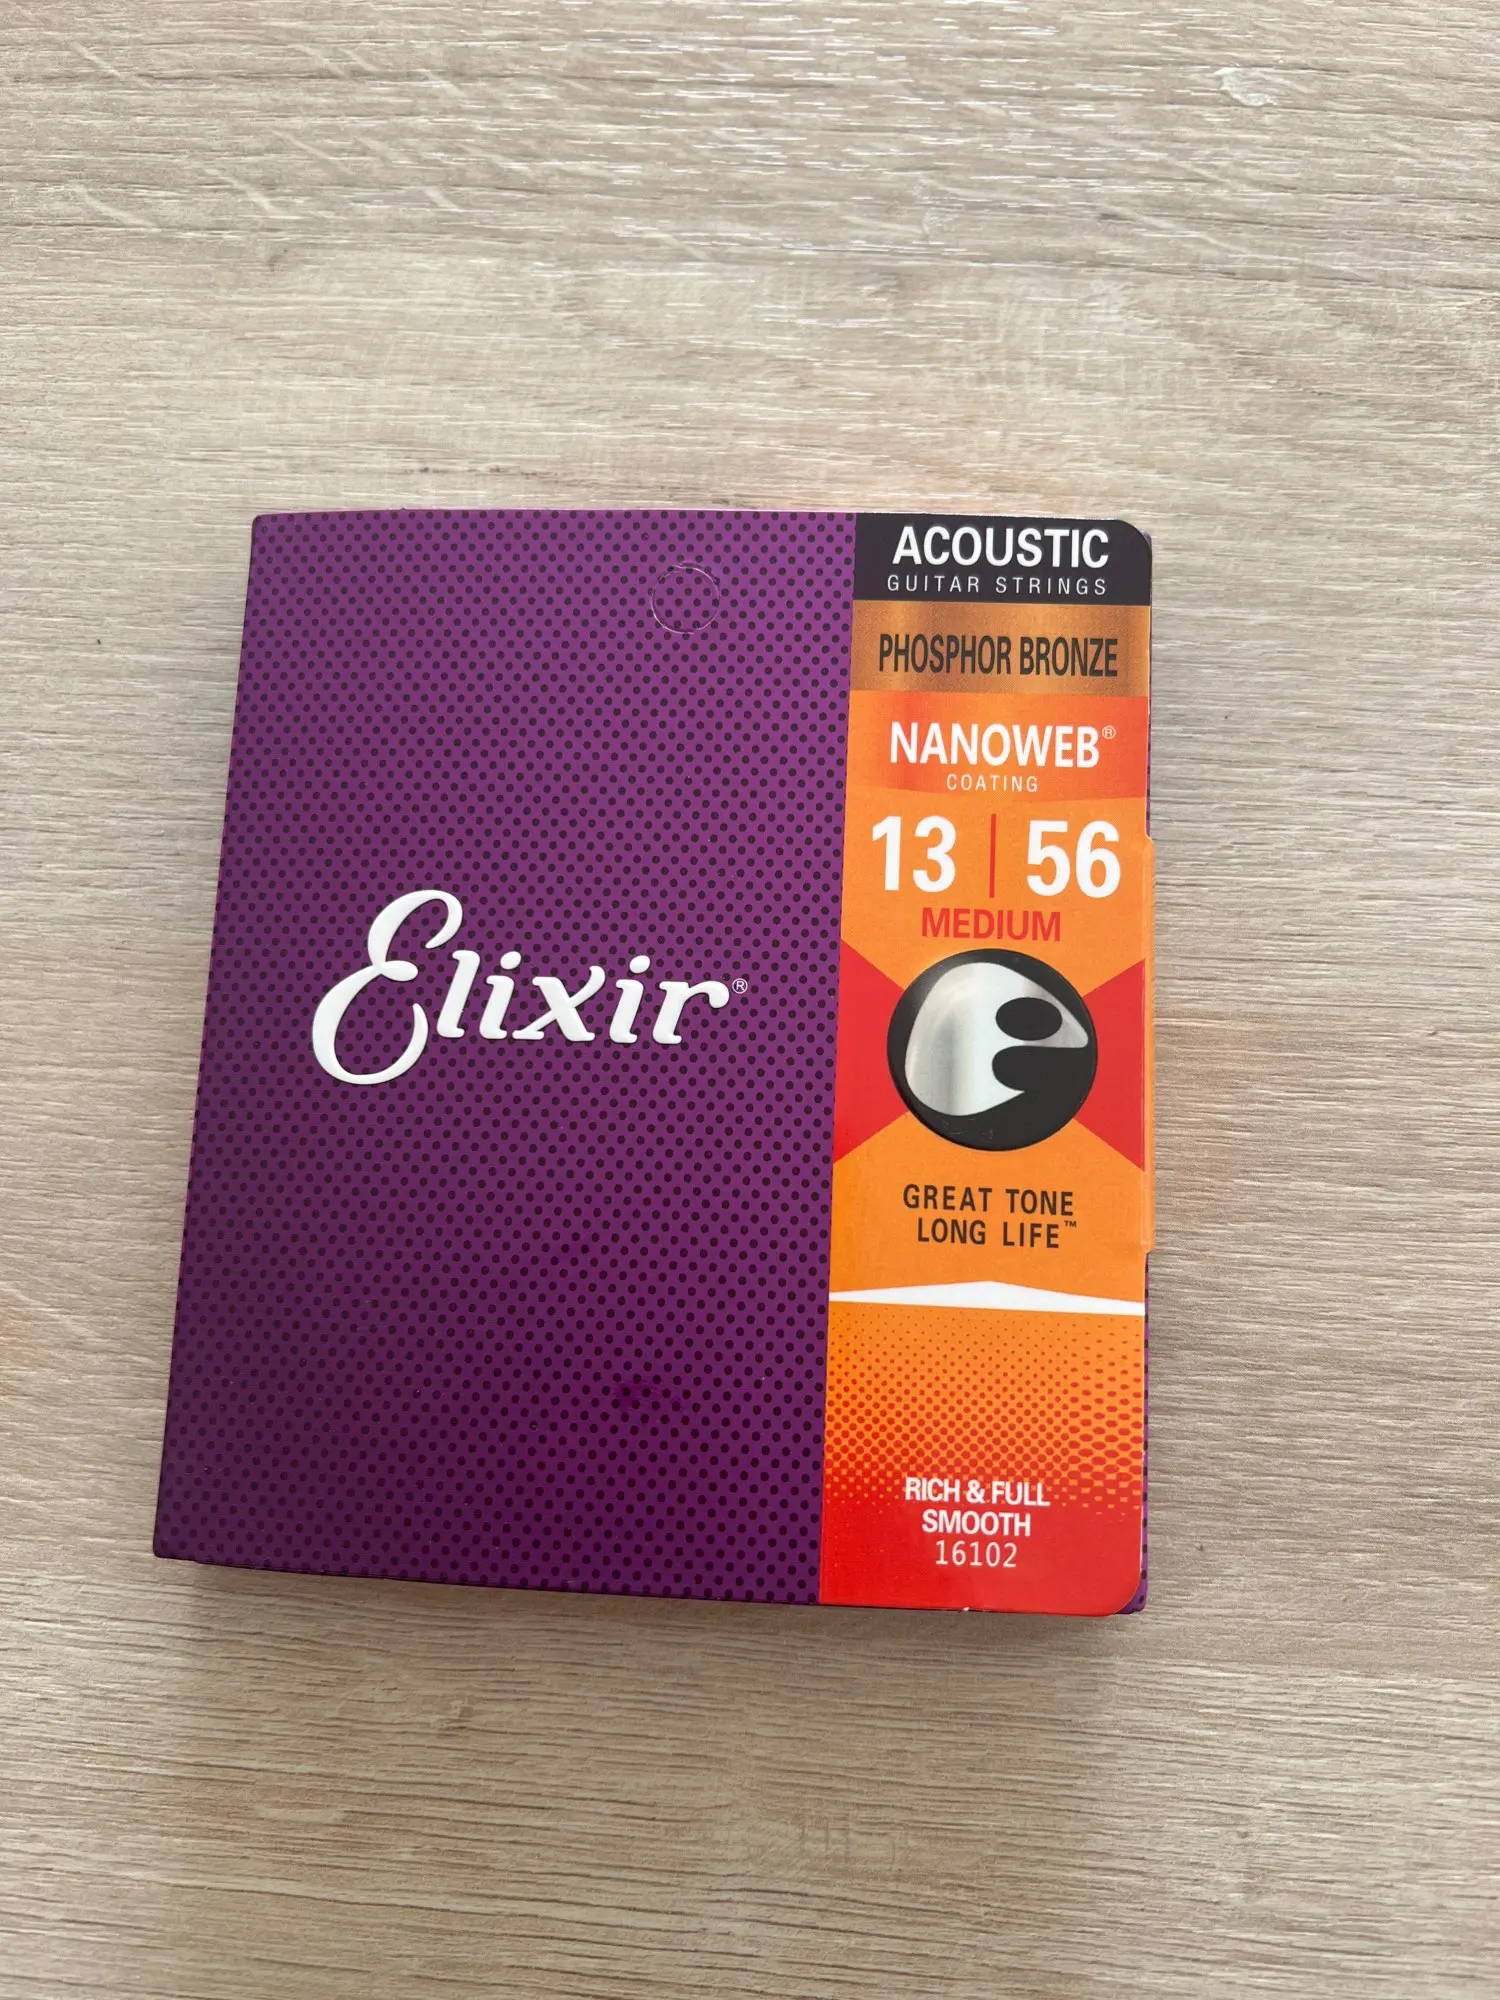 ACOUSTIC
GUITAR STRINGS
PHOSPHOR BRONZE
NANOWEB®
COATING
13 | 56
MEDIUM
Elixir®
GREAT TONE
LONG LIFE™
RICH & FULL
SMOOTH
16102